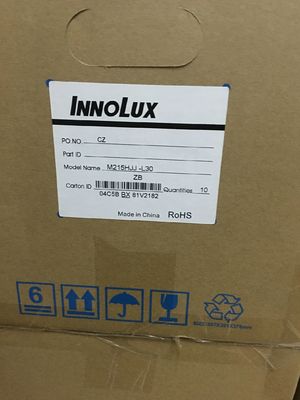 INNOLUX
PO NO.: CZ
Part ID :
Model Name : M215HJJ -L30
ZB
Carton ID : Quantities 10
04C5B BX 81V2182
Made in China RoHS
6